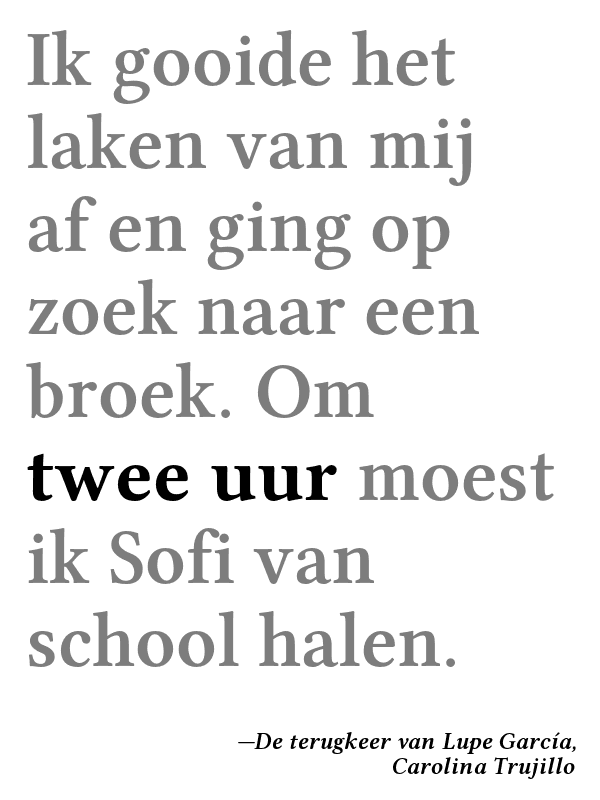 Ik gooide het
laken van mij
af en ging op
zoek naar een
broek. Om
twee uur moest
ik Sofi van
school halen.
—De terugkeer van Lupe García,
Carolina Trujillo